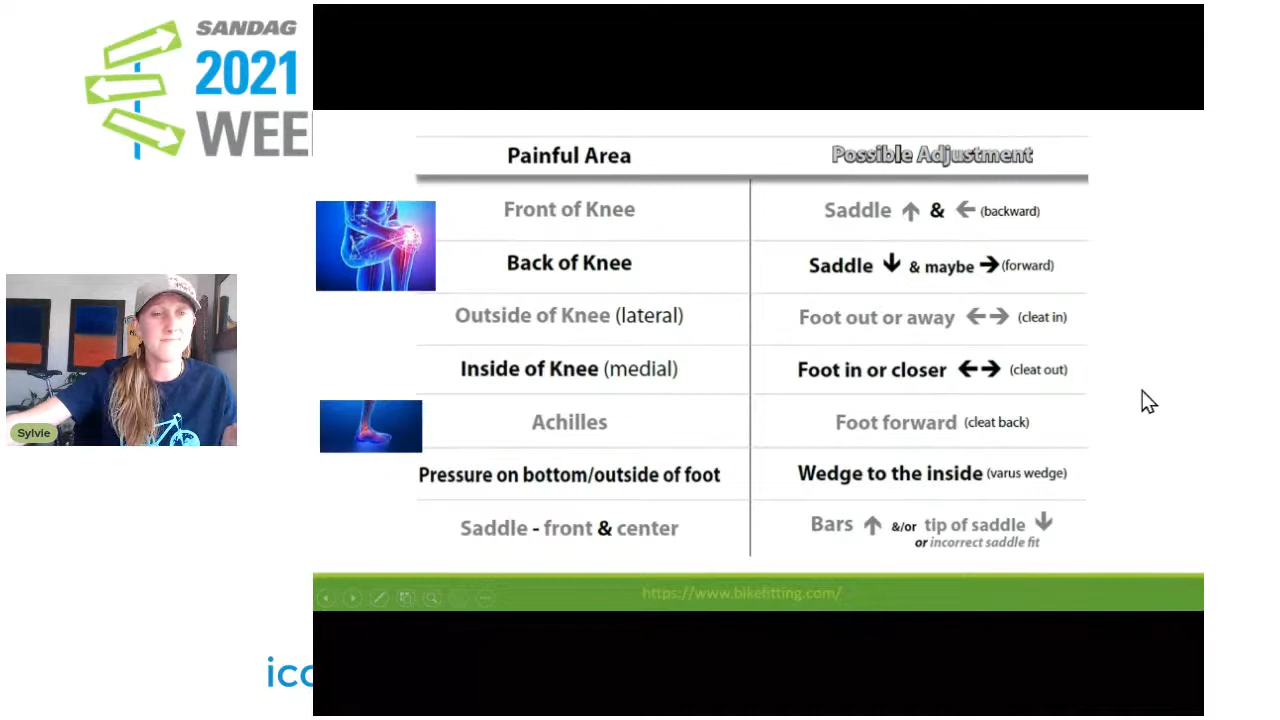 SANDAG
2021
WEE
Painful Area
Possible Adjustment
Front of Knee
Saddle ↑ & ← (backward)
Back of Knee
Saddle ↓ & maybe → (forward)
Outside of Knee (lateral)
Foot out or away ←→ (cleat in)
Inside of Knee (medial)
Foot in or closer ←→ (cleat out)
Achilles
Foot forward (cleat back)
Pressure on bottom/outside of foot
Wedge to the inside (varus wedge)
Saddle - front & center
Bars ↑ &/or tip of saddle ↓
or incorrect saddle fit
https://www.bikefitting.com/
Sylvie
ico